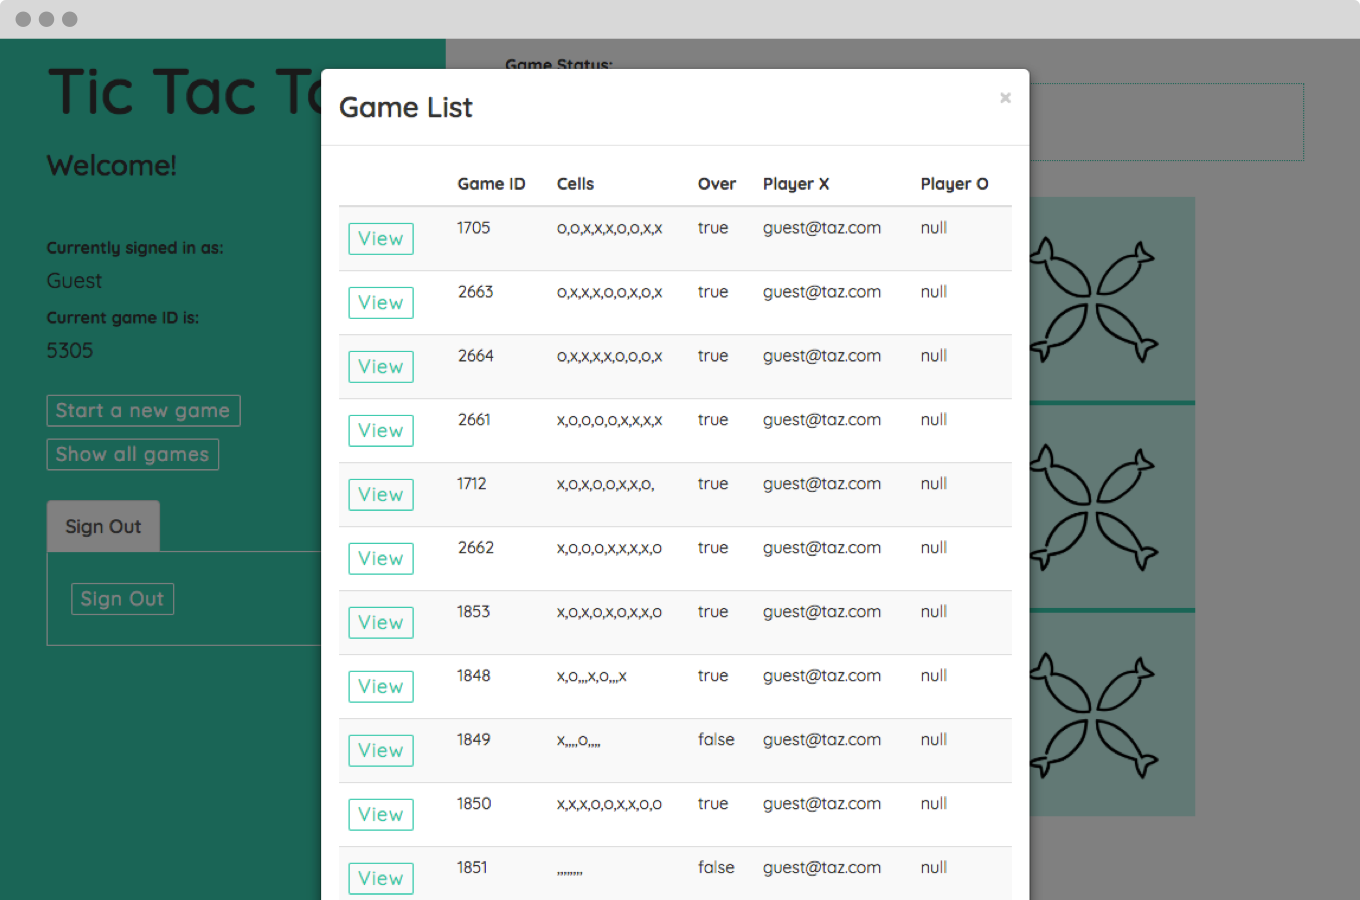 Tic Tac To
Welcome!
Currently signed in as:
Guest
Current game ID is:
5305
Start a new game
Show all games
Sign Out
Sign Out
Game Status:
Game List
×
Game ID Cells Over Player X Player O
View 1705 o,o,x,x,x,o,o,x,x true guest@taz.com null
View 2663 o,x,x,x,o,o,x,o,x true guest@taz.com null
View 2664 o,x,x,x,x,o,o,o,x true guest@taz.com null
View 2661 x,o,o,o,o,x,x,x,x true guest@taz.com null
View 1712 x,o,x,o,o,x,x,o, true guest@taz.com null
View 2662 x,o,o,o,x,x,x,x,o true guest@taz.com null
View 1853 x,o,x,o,x,o,x,x,o true guest@taz.com null
View 1848 x,o,,,x,o,,,x true guest@taz.com null
View 1849 x,,,,o,,,, false guest@taz.com null
View 1850 x,x,x,o,o,x,x,o,o true guest@taz.com null
View 1851 ,,,,,,,, false guest@taz.com null